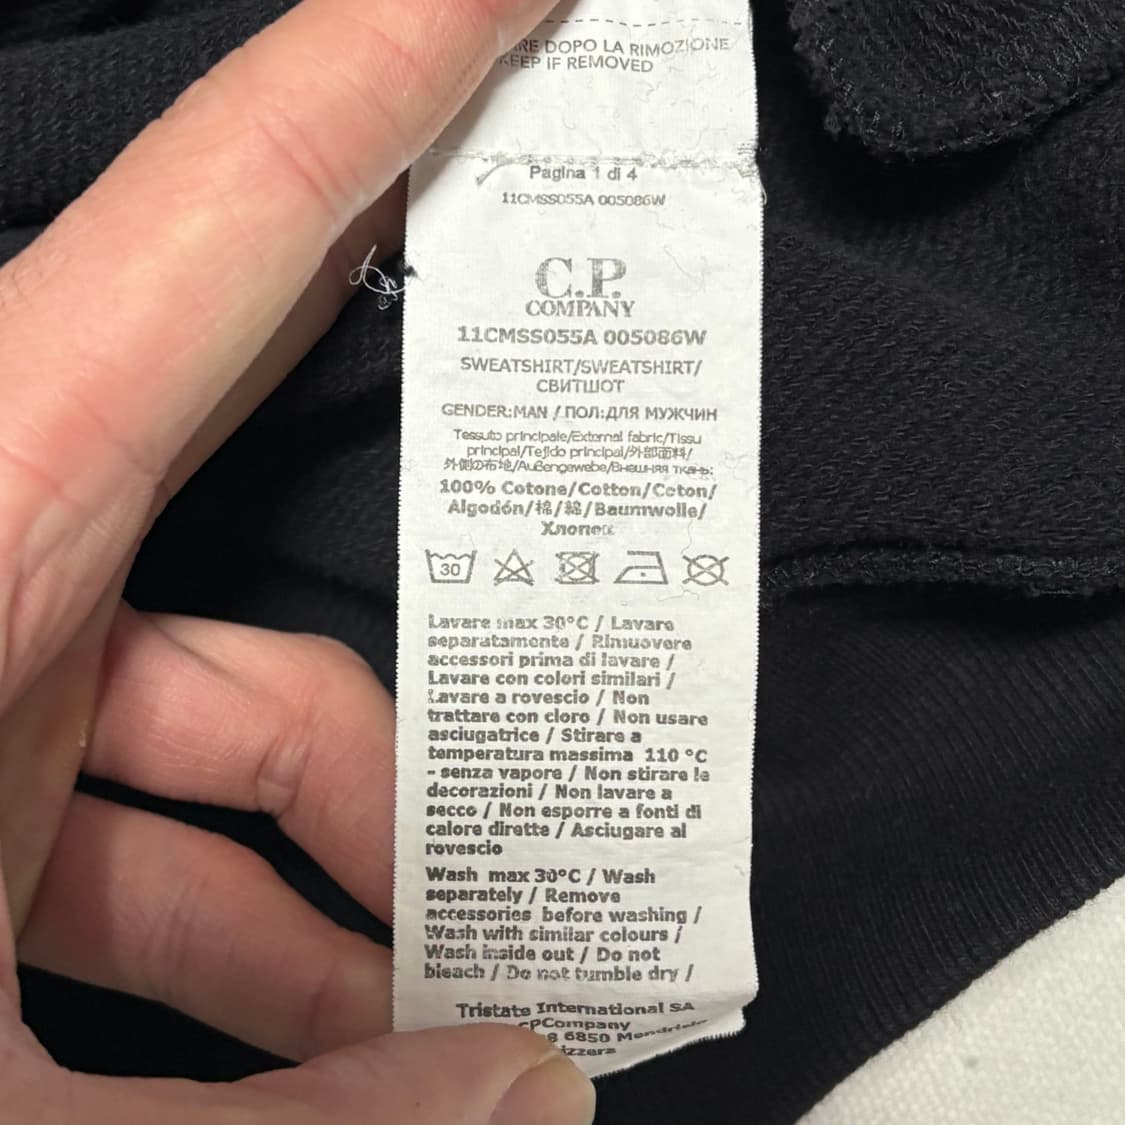 RE DOPO LA RIMOZIONE
KEEP IF REMOVED
Pagina 1 di 4
11CMSS055A 005086W
C.P.
COMPANY
11CMSS055A 005086W
SWEATSHIRT/SWEATSHIRT/
СВИТШОТ
GENDER:MAN / ПОЛ:ДЛЯ МУЖЧИН
Tessuto principale/External fabric/Tissu
principal/Tejido principal/外部面料/
外側の布地/Außengewebe/Внешняя ткань:
100% Cotone/Cotton/Coton/
Algodón/棉/綿/Baumwolle/
Хлопок
30
Lavare max 30°C / Lavare
separatamente / Rimuovere
accessori prima di lavare /
Lavare con colori similari /
Lavare a rovescio / Non
trattare con cloro / Non usare
asciugatrice / Stirare a
temperatura massima 110 °C
- senza vapore / Non stirare le
decorazioni / Non lavare a
secco / Non esporre a fonti di
calore dirette / Asciugare al
rovescio
Wash max 30°C / Wash
separately / Remove
accessories before washing /
Wash with similar colours /
Wash inside out / Do not
bleach / Do not tumble dry /
Tristate International SA
CPCompany
8 6850 Mendrisio
izzera